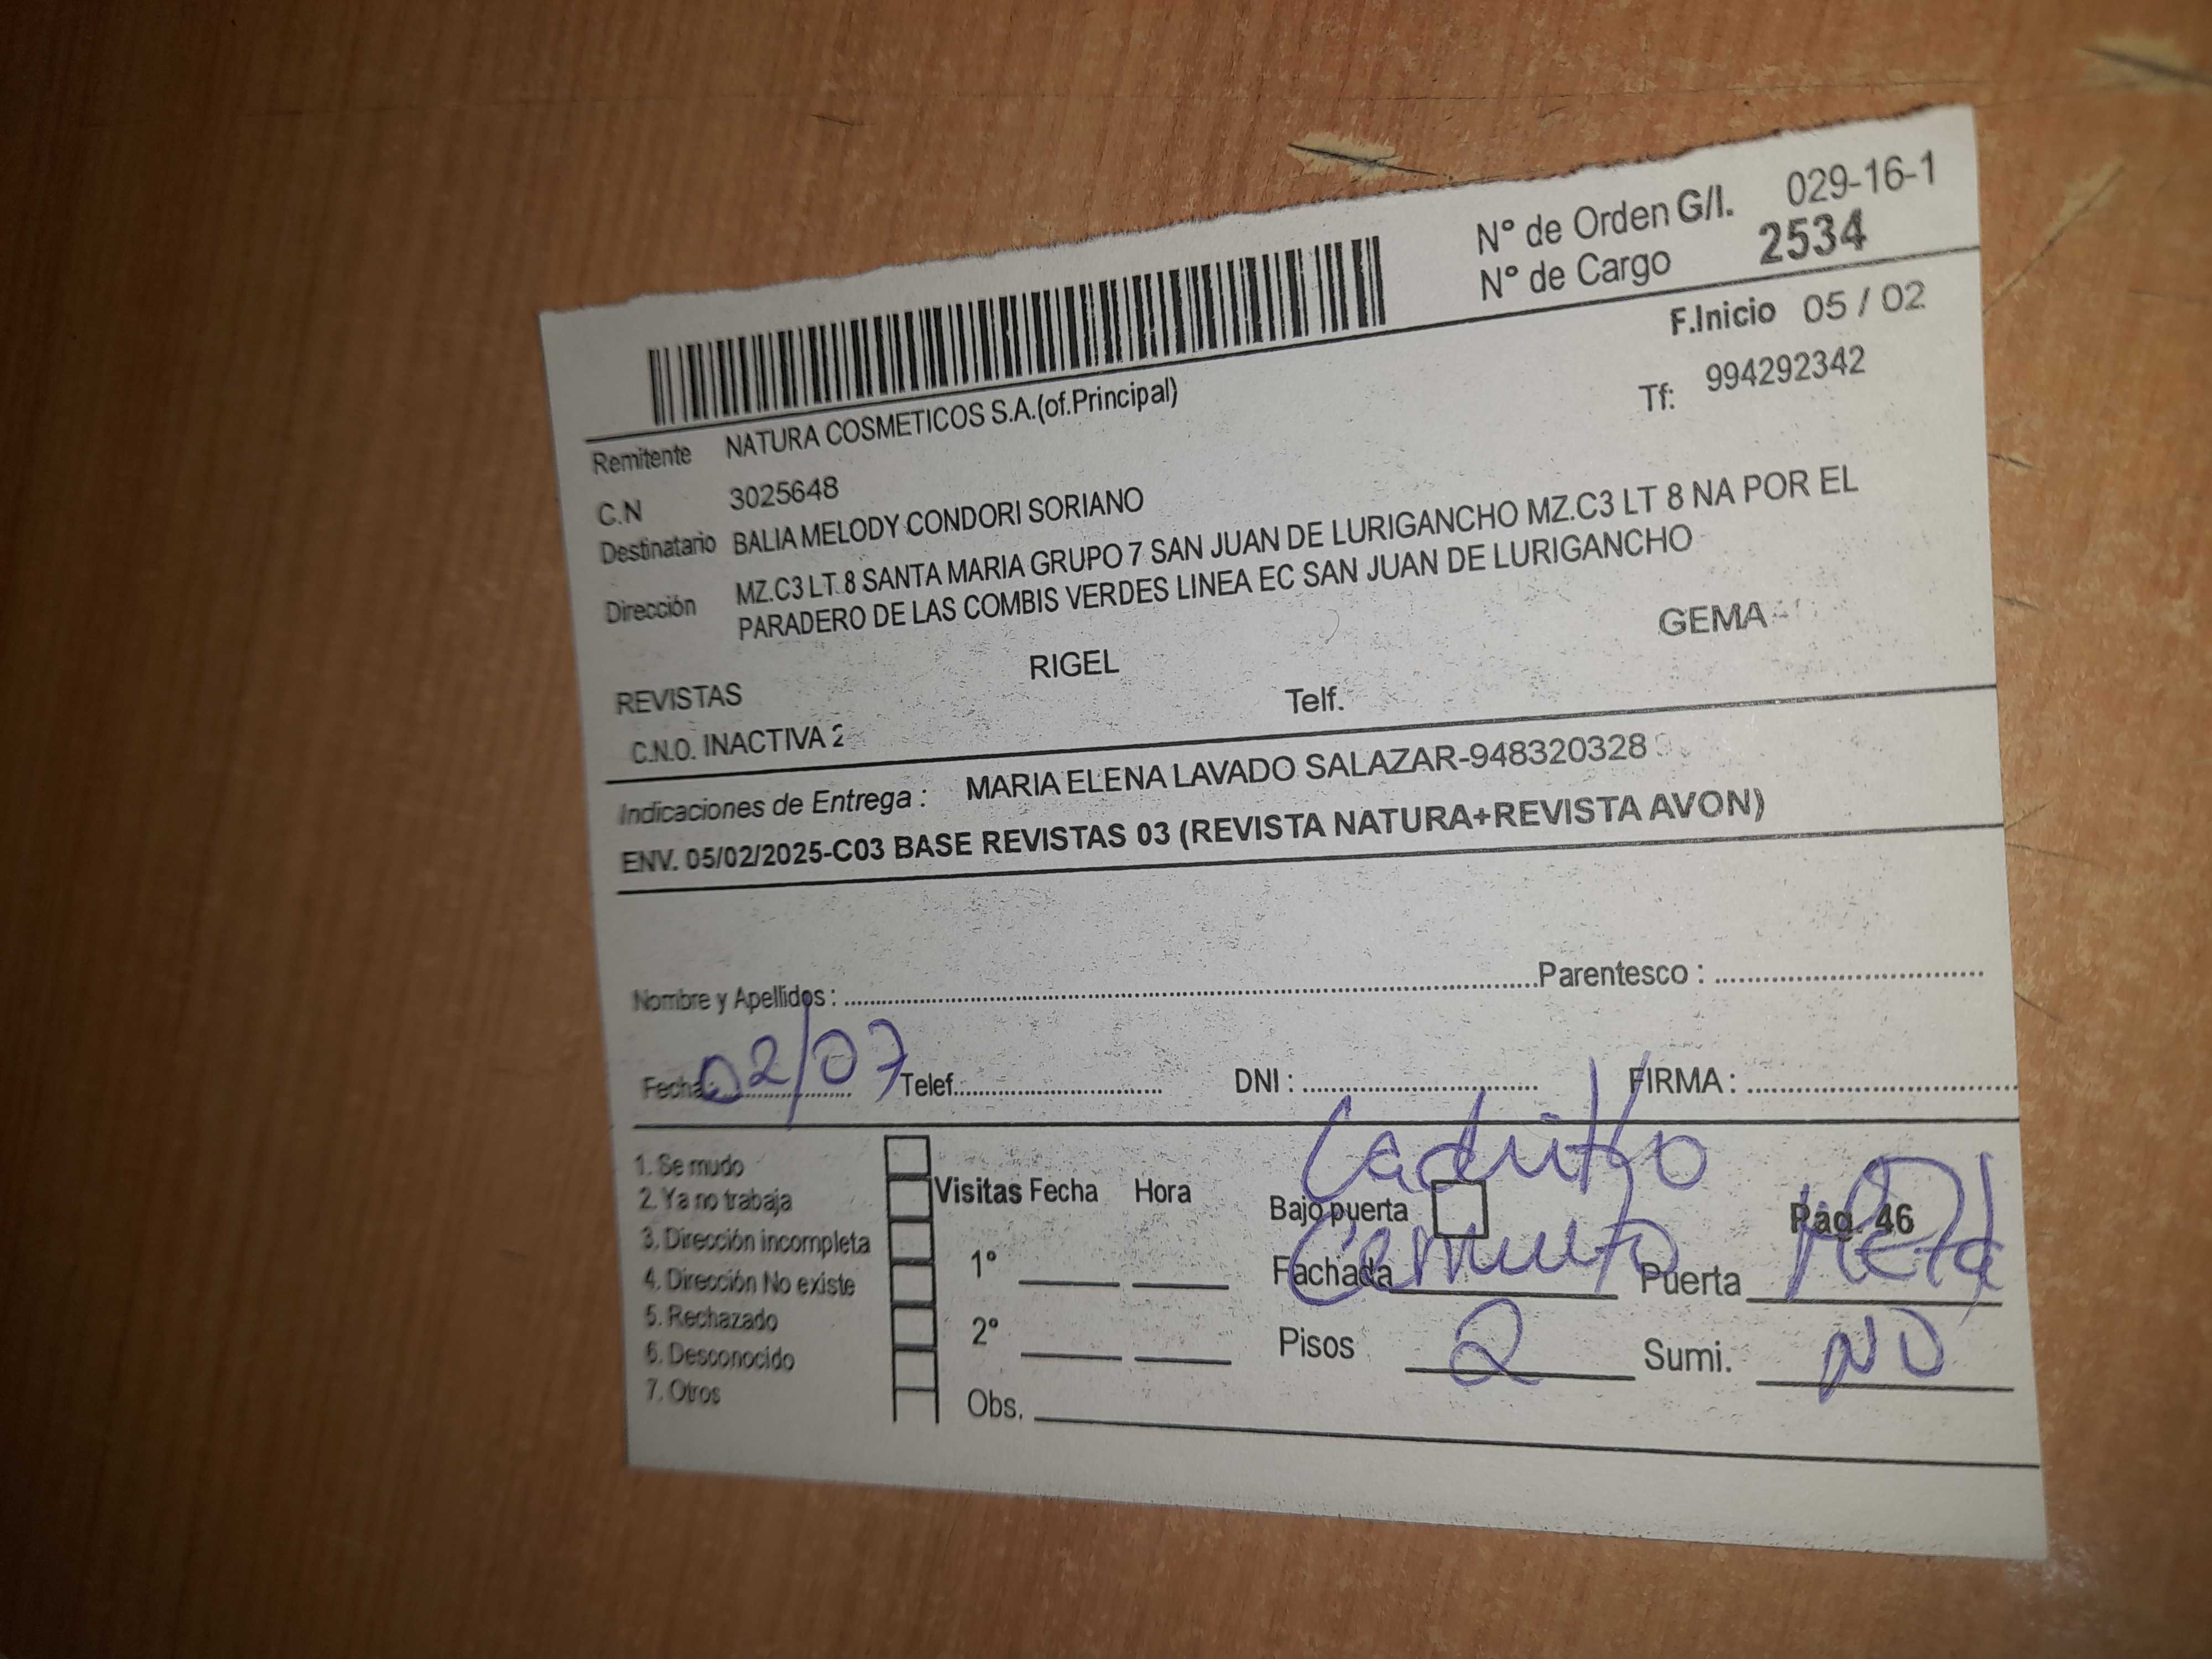 N° de Orden G/I. 029-16-1
N° de Cargo 2534
F.Inicio 05 / 02
Remitente NATURA COSMETICOS S.A.(of.Principal) Tf: 994292342
C.N 3025648
Destinatario BALIA MELODY CONDORI SORIANO
Dirección MZ.C3 LT 8 SANTA MARIA GRUPO 7 SAN JUAN DE LURIGANCHO MZ.C3 LT 8 NA POR EL
PARADERO DE LAS COMBIS VERDES LINEA EC SAN JUAN DE LURIGANCHO
REVISTAS RIGEL GEMA
C.N.O. INACTIVA 2 Telf.
Indicaciones de Entrega : MARIA ELENA LAVADO SALAZAR-948320328
ENV. 05/02/2025-C03 BASE REVISTAS 03 (REVISTA NATURA+REVISTA AVON)
Nombre y Apellidos : Parentesco :
Fecha : 02/07 Telef. DNI : FIRMA :
1. Se mudo
2. Ya no trabaja
3. Dirección incompleta
4. Dirección No existe
5. Rechazado
6. Desconocido
7. Otros
Visitas Fecha Hora
1°
2°
Obs.
Ladrillo
Bajo puerta Pag. 46
Fachada Cemento Puerta Metal
Pisos 2 Sumi. NO